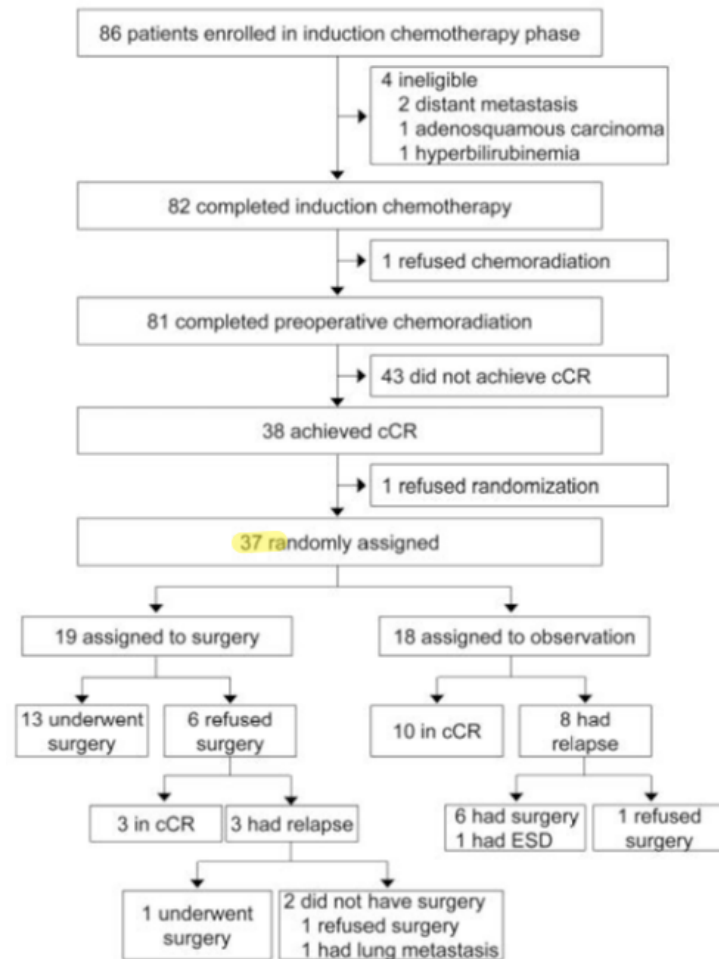 86 patients enrolled in induction chemotherapy phase
4 ineligible
2 distant metastasis
1 adenosquamous carcinoma
1 hyperbilirubinemia
82 completed induction chemotherapy
1 refused chemoradiation
81 completed preoperative chemoradiation
43 did not achieve cCR
38 achieved cCR
1 refused randomization
37 randomly assigned
19 assigned to surgery
18 assigned to observation
13 underwent
surgery
6 refused
surgery
10 in cCR
8 had
relapse
3 in cCR
3 had relapse
6 had surgery
1 had ESD
1 refused
surgery
1 underwent
surgery
2 did not have surgery
1 refused surgery
1 had lung metastasis